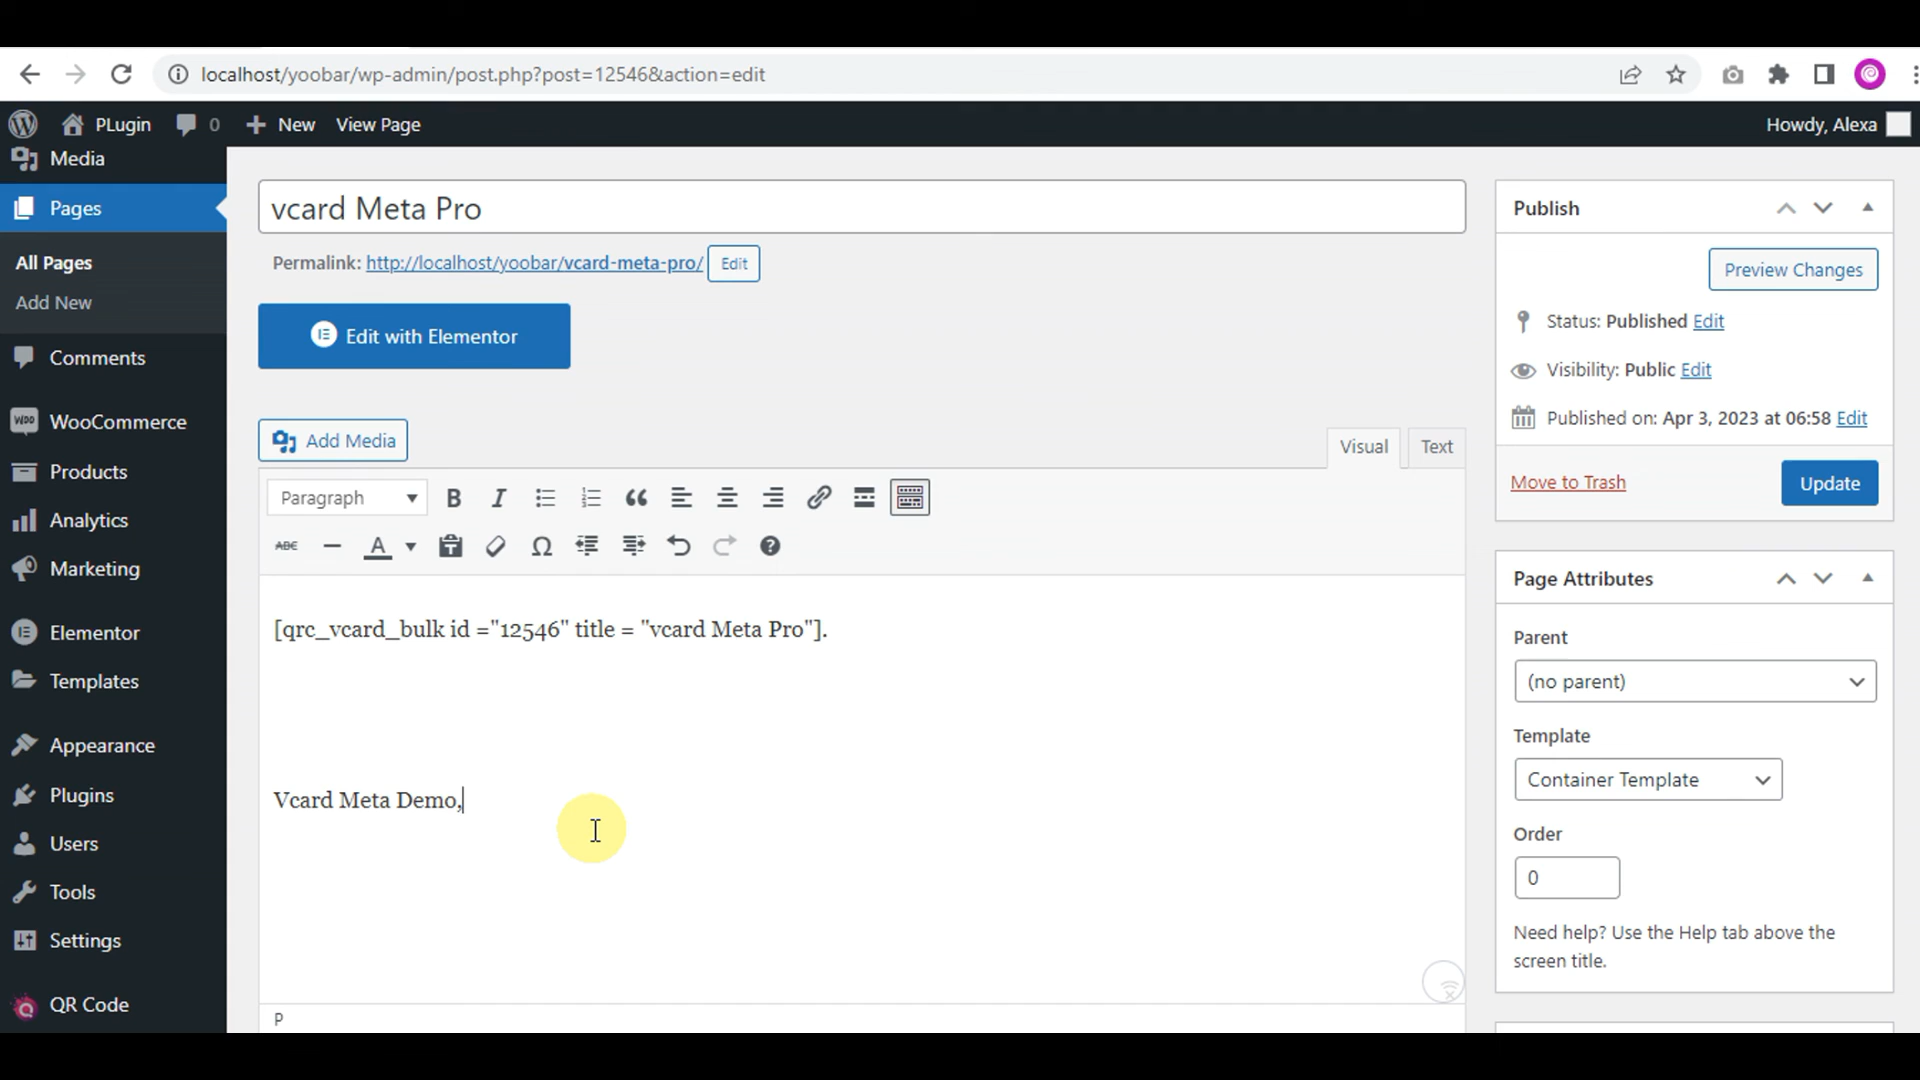 localhost/yoobar/wp-admin/post.php?post=12546&action=edit
PLugin 0 New View Page Howdy, Alexa
Media
Pages
All Pages
Add New
Comments
WooCommerce
Products
Analytics
Marketing
Elementor
Templates
Appearance
Plugins
Users
Tools
Settings
QR Code
vcard Meta Pro
Permalink: http://localhost/yoobar/vcard-meta-pro/ Edit
Edit with Elementor
Add Media
Visual Text
Paragraph
[qrc_vcard_bulk id ="12546" title = "vcard Meta Pro"].
Vcard Meta Demo,
P
Publish
Preview Changes
Status: Published Edit
Visibility: Public Edit
Published on: Apr 3, 2023 at 06:58 Edit
Move to Trash Update
Page Attributes
Parent
(no parent)
Template
Container Template
Order
0
Need help? Use the Help tab above the
screen title.